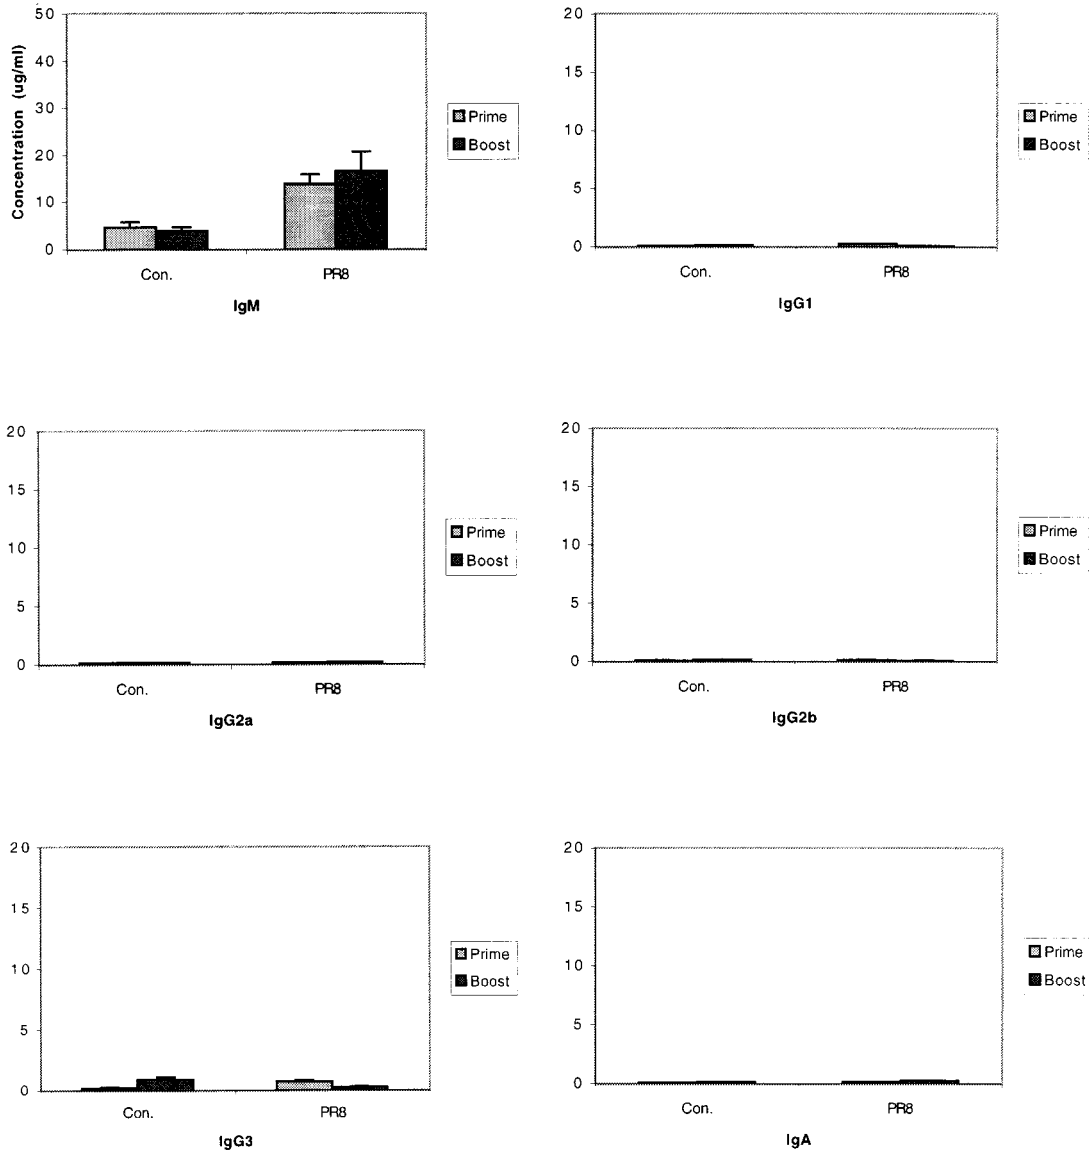 50
40
30
20
10
0
Concentration (ug/ml)
Con.
PR8
IgM
Prime
Boost
20
15
10
5
0
Con.
PR8
IgG1
Prime
Boost
20
15
10
5
0
Con.
PR8
IgG2a
Prime
Boost
20
15
10
5
0
Con.
PR8
IgG2b
Prime
Boost
20
15
10
5
0
Con.
PR8
IgG3
Prime
Boost
20
15
10
5
0
Con.
PR8
IgA
Prime
Boost